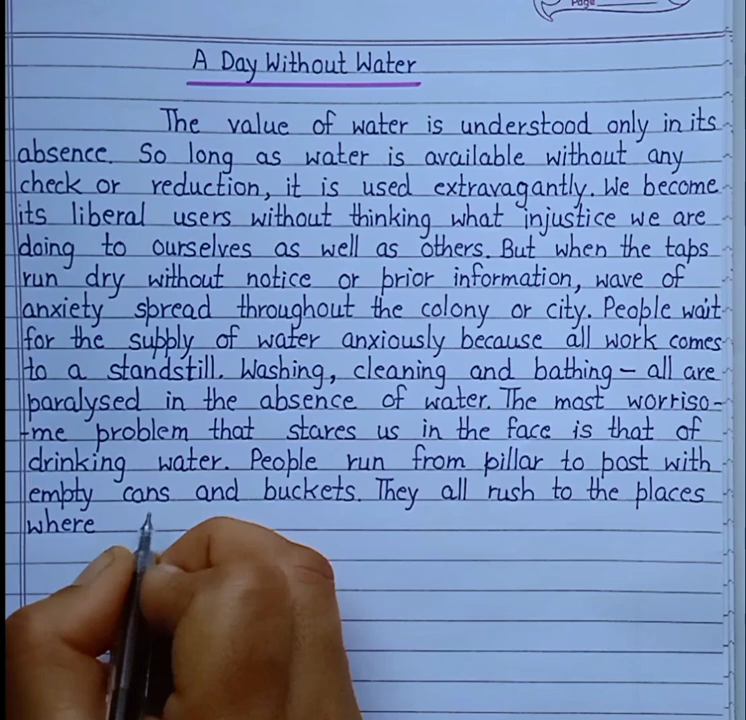 Page
A Day Without Water
The value of water is understood only in its
absence. So long as water is available without any
check or reduction, it is used extravagantly. We become
its liberal users without thinking what injustice we are
doing to ourselves as well as others. But when the taps
run dry without notice or prior information, wave of
anxiety spread throughout the colony or city. People wait
for the supply of water anxiously because all work comes
to a standstill. Washing, cleaning and bathing – all are
paralysed in the absence of water. The most worriso-
-me problem that stares us in the face is that of
drinking water. People run from pillar to post with
empty cans and buckets. They all rush to the places
where